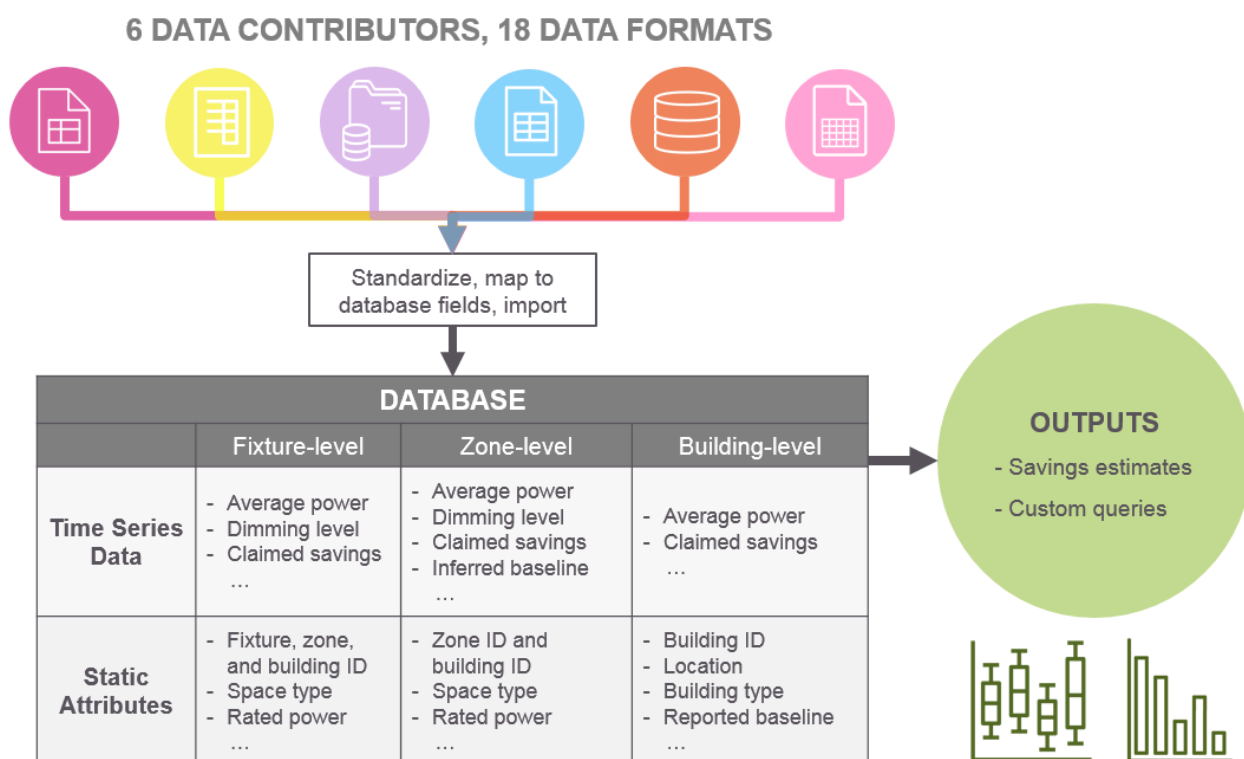 6 DATA CONTRIBUTORS, 18 DATA FORMATS
Standardize, map to
database fields, import
DATABASE
Fixture-level
Zone-level
Building-level
Time Series
Data
- Average power
- Dimming level
- Claimed savings
...
- Average power
- Dimming level
- Claimed savings
- Inferred baseline
...
- Average power
- Claimed savings
...
Static
Attributes
- Fixture, zone,
and building ID
- Space type
- Rated power
...
- Zone ID and
building ID
- Space type
- Rated power
...
- Building ID
- Location
- Building type
- Reported baseline
...
OUTPUTS
- Savings estimates
- Custom queries